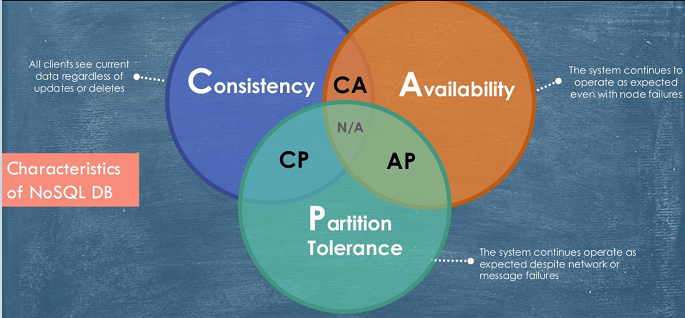 All clients see current
data regardless of
updates or deletes
Consistency
CA
Availability
The system continues to
operate as expected
even with node failures
N/A
CP
AP
Characteristics
of NoSQL DB
Partition
Tolerance
The system continues operate as
expected despite network or
message failures